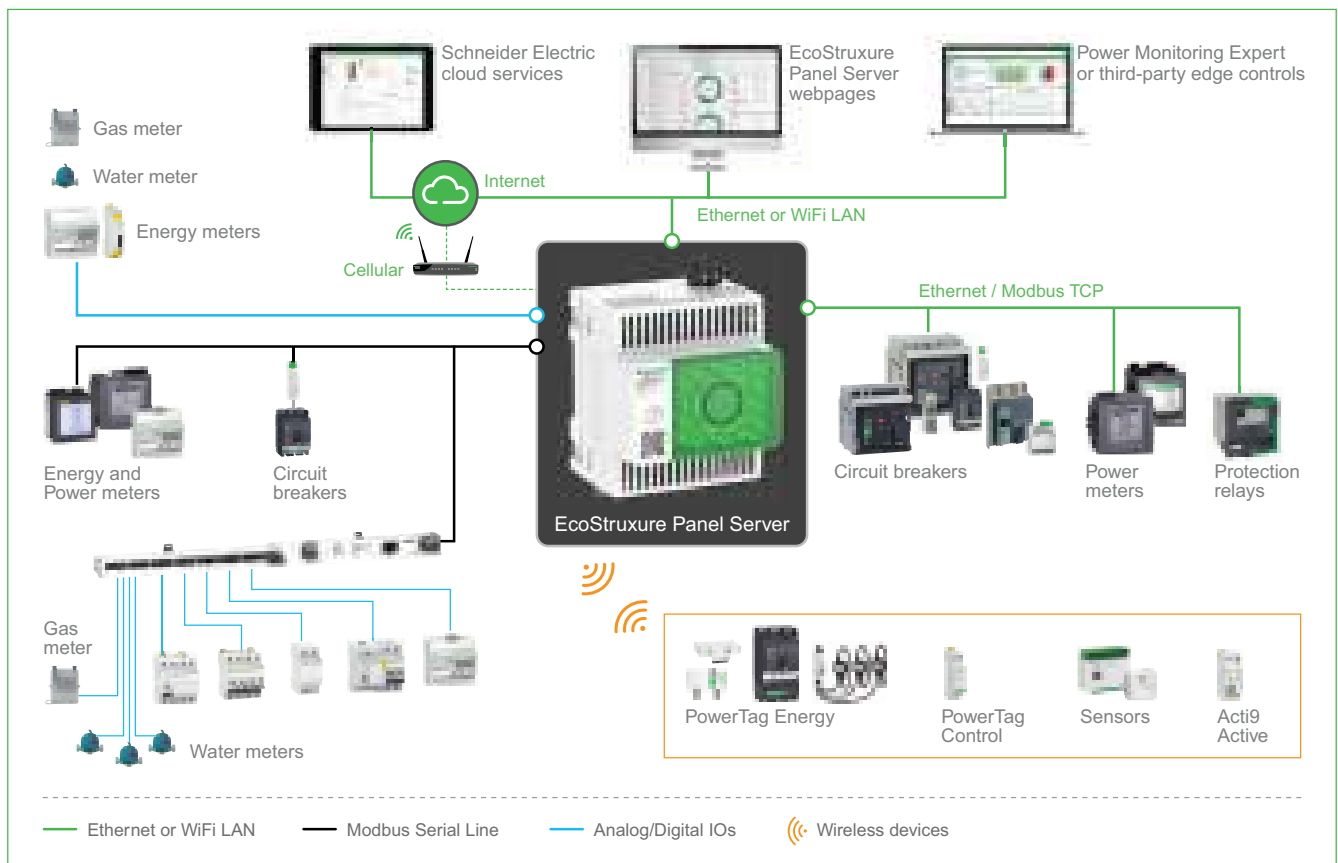 Schneider Electric
cloud services
EcoStruxure
Panel Server
webpages
Power Monitoring Expert
or third-party edge controls
Gas meter
Water meter
Energy meters
Internet
Ethernet or WiFi LAN
Cellular
Ethernet / Modbus TCP
Energy and
Power meters
Circuit
breakers
EcoStruxure Panel Server
Circuit breakers
Power
meters
Protection
relays
Gas
meter
Water meters
PowerTag Energy
PowerTag
Control
Sensors
Acti9
Active
Ethernet or WiFi LAN
Modbus Serial Line
Analog/Digital IOs
Wireless devices